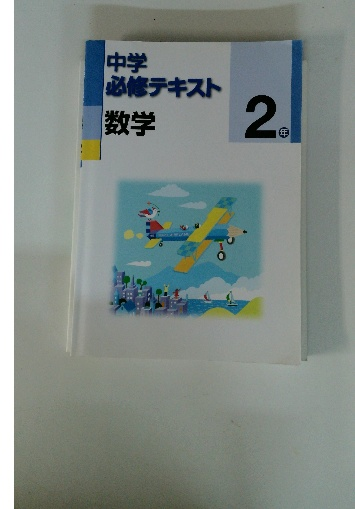 中学
必修テキスト
数学
2年